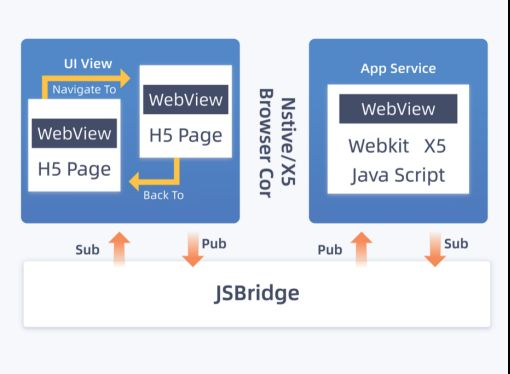 UI View
Navigate To
WebView
H5 Page
WebView
H5 Page
Back To
Nstive/X5
Browser Cor
App Service
WebView
Webkit X5
Java Script
Sub
Pub
Pub
Sub
JSBridge